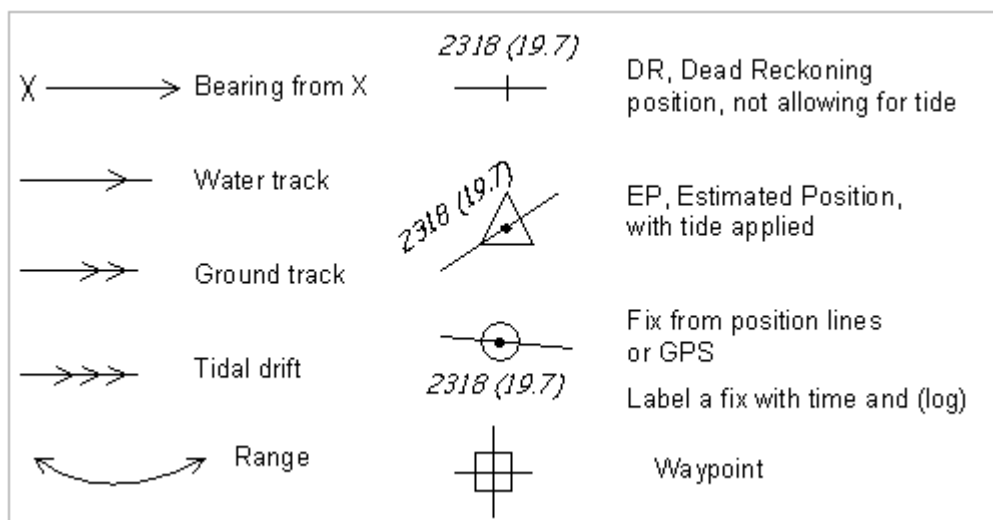 2318 (19.7)
X
Bearing from X
DR, Dead Reckoning
position, not allowing for tide
Water track
2318 (19.7)
EP, Estimated Position,
with tide applied
Ground track
Fix from position lines
or GPS
Tidal drift
2318 (19.7)
Label a fix with time and (log)
Range
Waypoint